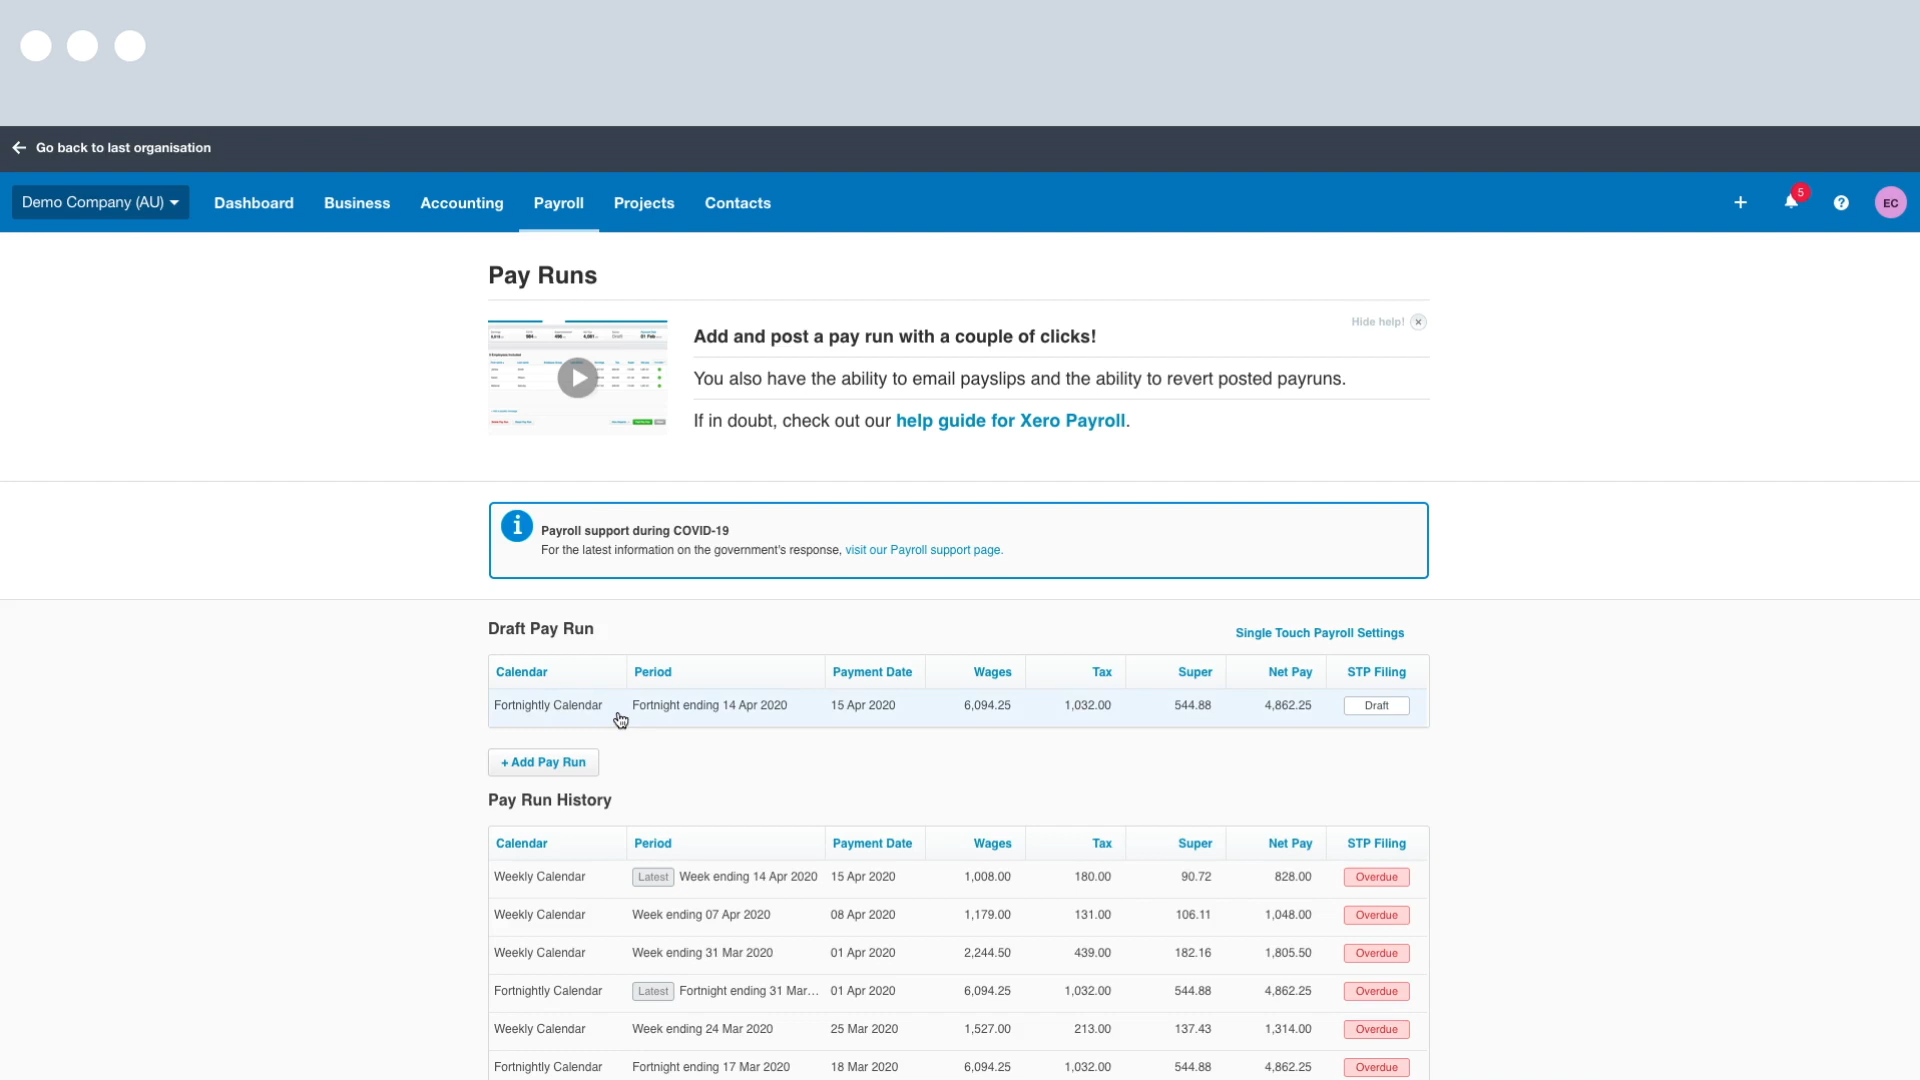 Go back to last organisation
Demo Company (AU) Dashboard Business Accounting Payroll Projects Contacts + 5 ? EC
Pay Runs
Hide help!
Add and post a pay run with a couple of clicks!
You also have the ability to email payslips and the ability to revert posted payruns.
If in doubt, check out our help guide for Xero Payroll.
Payroll support during COVID-19
For the latest information on the government's response, visit our Payroll support page.
Draft Pay Run
Single Touch Payroll Settings
Calendar Period Payment Date Wages Tax Super Net Pay STP Filing
Fortnightly Calendar Fortnight ending 14 Apr 2020 15 Apr 2020 6,094.25 1,032.00 544.88 4,862.25 Draft
+ Add Pay Run
Pay Run History
Calendar Period Payment Date Wages Tax Super Net Pay STP Filing
Weekly Calendar Latest Week ending 14 Apr 2020 15 Apr 2020 1,008.00 180.00 90.72 828.00 Overdue
Weekly Calendar Week ending 07 Apr 2020 08 Apr 2020 1,179.00 131.00 106.11 1,048.00 Overdue
Weekly Calendar Week ending 31 Mar 2020 01 Apr 2020 2,244.50 439.00 182.16 1,805.50 Overdue
Fortnightly Calendar Latest Fortnight ending 31 Mar... 01 Apr 2020 6,094.25 1,032.00 544.88 4,862.25 Overdue
Weekly Calendar Week ending 24 Mar 2020 25 Mar 2020 1,527.00 213.00 137.43 1,314.00 Overdue
Fortnightly Calendar Fortnight ending 17 Mar 2020 18 Mar 2020 6,094.25 1,032.00 544.88 4,862.25 Overdue